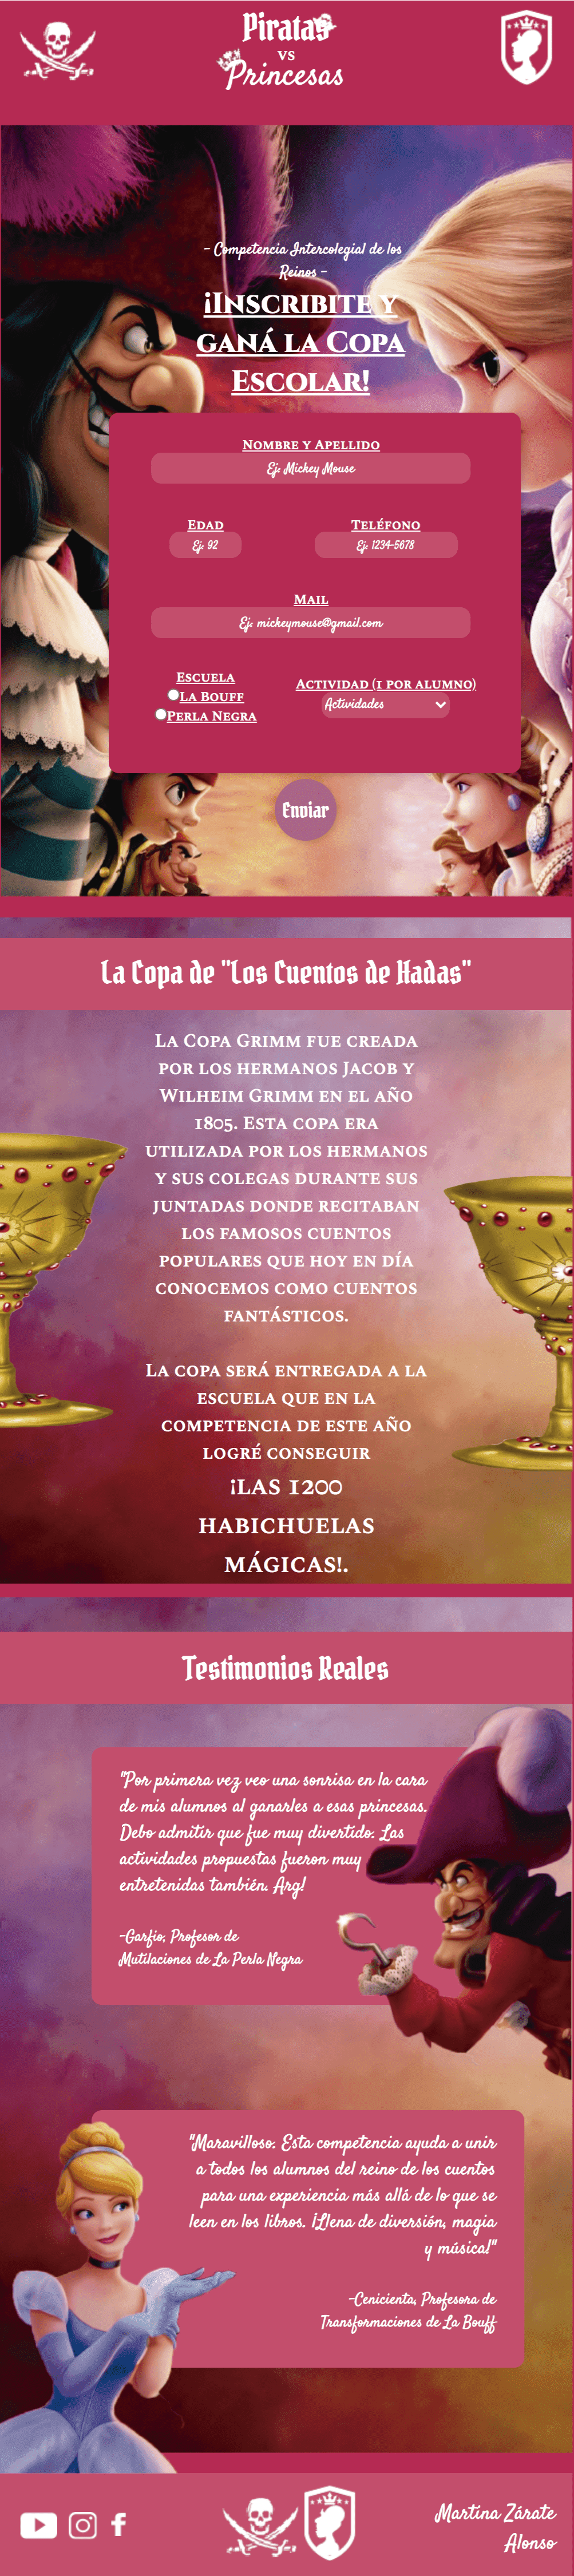 Piratas
vs
Princesas
- Competencia Intercolegial de los
Reinos -
¡Inscribite y
ganá la Copa
Escolar!
Nombre y Apellido
Ej: Mickey Mouse
Edad
Teléfono
Ej: 92
Ej: 1234-5678
Mail
Ej: mickeymouse@gmail.com
Escuela
La Bouff
Perla Negra
Actividad (1 por alumno)
Actividades
Enviar
La Copa de "Los Cuentos de Hadas"
La Copa Grimm fue creada
por los hermanos Jacob y
Wilheim Grimm en el año
1805. Esta copa era
utilizada por los hermanos
y sus colegas durante sus
juntadas donde recitaban
los famosos cuentos
populares que hoy en día
conocemos como cuentos
fantásticos.
La copa será entregada a la
escuela que en la
competencia de este año
logré conseguir
¡las 1200
habichuelas
mágicas!.
Testimonios Reales
"Por primera vez veo una sonrisa en la cara
de mis alumnos al ganarles a esas princesas.
Debo admitir que fue muy divertido. Las
actividades propuestas fueron muy
entretenidas también. Arg!
-Garfio, Profesor de
Mutilaciones de La Perla Negra
"Maravilloso. Esta competencia ayuda a unir
a todos los alumnos del reino de los cuentos
para una experiencia más allá de lo que se
leen en los libros. ¡Llena de diversión, magia
y música!"
-Cenicienta, Profesora de
Transformaciones de La Bouff
Martina Zárate
Alonso